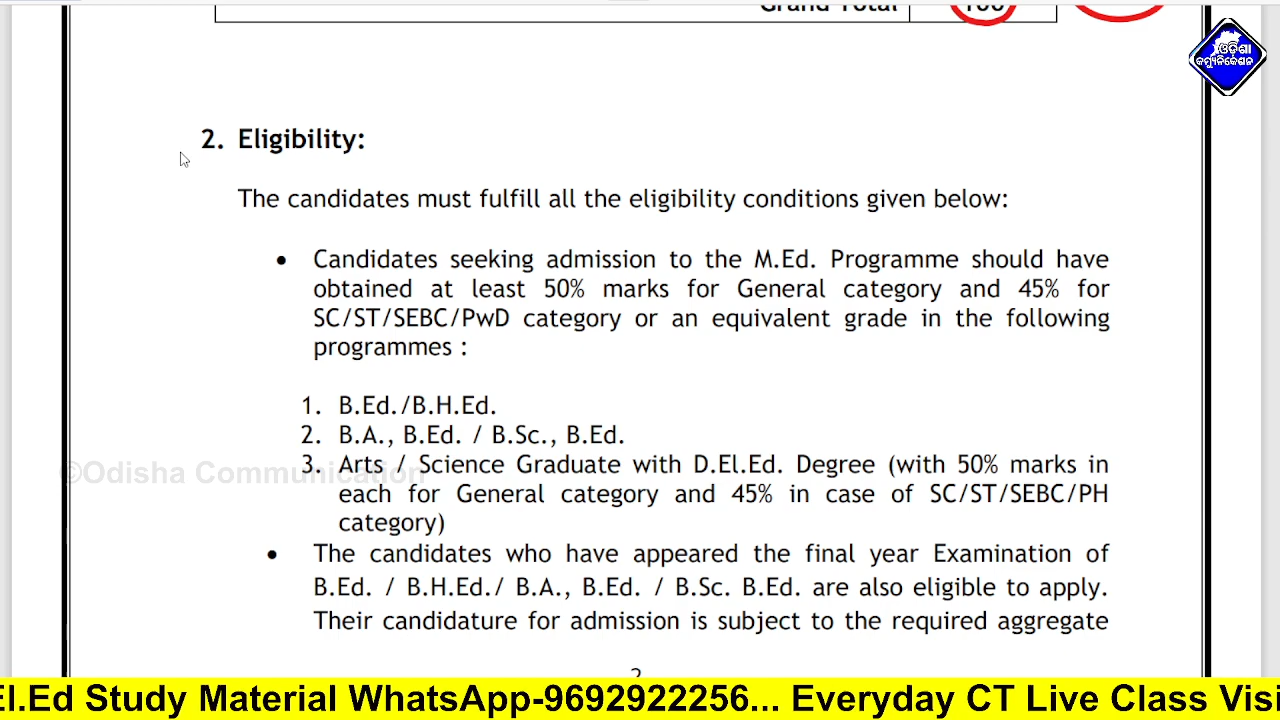 Grand Total 100
ଓଡ଼ିଶା
କମ୍ୟୁନିକେଶନ
2. Eligibility:
The candidates must fulfill all the eligibility conditions given below:
• Candidates seeking admission to the M.Ed. Programme should have
obtained at least 50% marks for General category and 45% for
SC/ST/SEBC/PwD category or an equivalent grade in the following
programmes :
1. B.Ed./B.H.Ed.
2. B.A., B.Ed. / B.Sc., B.Ed.
3. Arts / Science Graduate with D.El.Ed. Degree (with 50% marks in
each for General category and 45% in case of SC/ST/SEBC/PH
category)
©Odisha Communication
• The candidates who have appeared the final year Examination of
B.Ed. / B.H.Ed./ B.A., B.Ed. / B.Sc. B.Ed. are also eligible to apply.
Their candidature for admission is subject to the required aggregate
2
El.Ed Study Material WhatsApp-9692922256... Everyday CT Live Class Visi